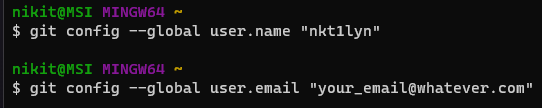 nikit@MSI MINGW64 ~
$ git config --global user.name "nkt1lyn"
nikit@MSI MINGW64 ~
$ git config --global user.email "your_email@whatever.com"